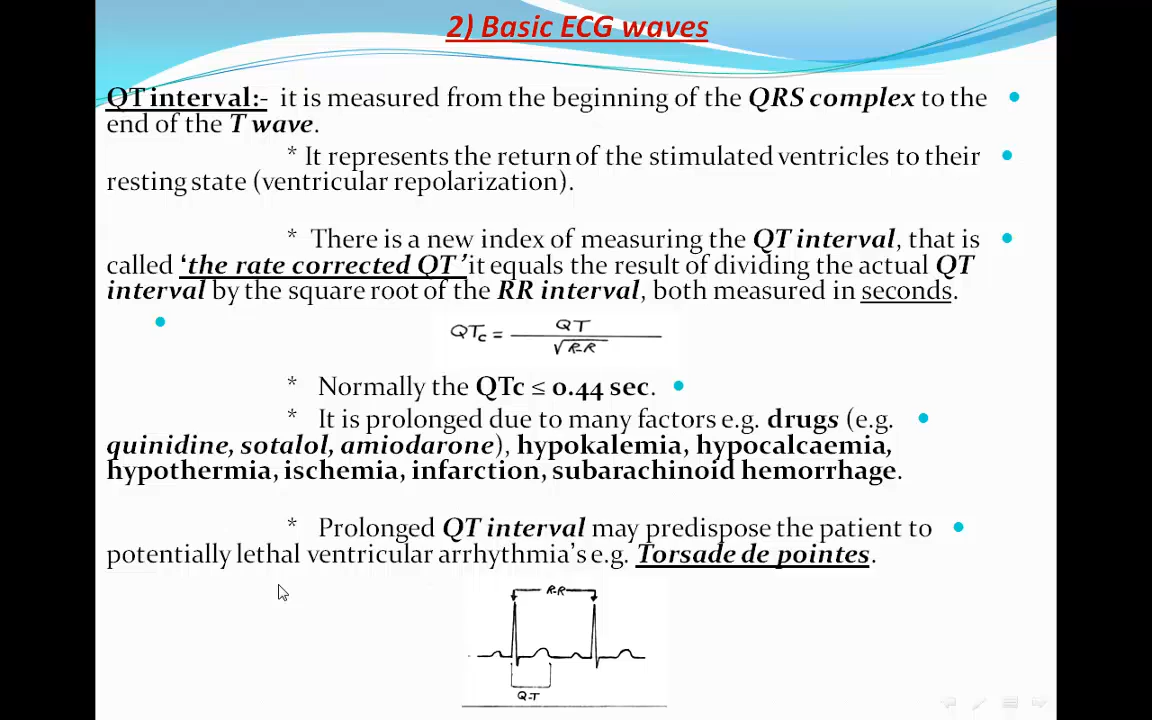 2) Basic ECG waves
QT interval:- it is measured from the beginning of the QRS complex to the
end of the T wave.
* It represents the return of the stimulated ventricles to their
resting state (ventricular repolarization).
* There is a new index of measuring the QT interval, that is
called ‘the rate corrected QT’ it equals the result of dividing the actual QT
interval by the square root of the RR interval, both measured in seconds.
QTc = QT / √R-R
* Normally the QTc ≤ 0.44 sec.
* It is prolonged due to many factors e.g. drugs (e.g.
quinidine, sotalol, amiodarone), hypokalemia, hypocalcaemia,
hypothermia, ischemia, infarction, subarachinoid hemorrhage.
* Prolonged QT interval may predispose the patient to
potentially lethal ventricular arrhythmia’s e.g. Torsade de pointes.
R-R
Q-T